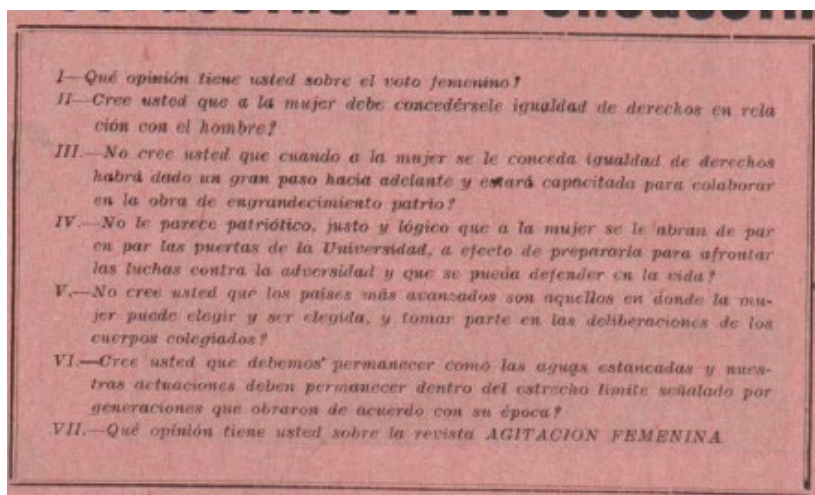 I—Qué opinión tiene usted sobre el voto femenino?
II—Cree usted que a la mujer debe concedérsele igualdad de derechos en rela
ción con el hombre?
III.—No cree usted que cuando a la mujer se le conceda igualdad de derechos
habrá dado un gran paso hacia adelante y estará capacitada para colaborar
en la obra de engrandecimiento patrio?
IV.—No le parece patriótico, justo y lógico que a la mujer se le abran de par
en par las puertas de la Universidad, a efecto de prepararla para afrontar
las luchas contra la adversidad y que se pueda defender en la vida?
V.—No cree usted que los países más avanzados son aquellos en donde la mu-
jer puede elegir y ser elegida, y tomar parte en las deliberaciones de los
cuerpos colegiados?
VI.—Cree usted que debemos permanecer como las aguas estancadas y nues-
tras actuaciones deben permanecer dentro del estrecho límite señalado por
generaciones que obraron de acuerdo con su época?
VII.—Qué opinión tiene usted sobre la revista AGITACION FEMENINA